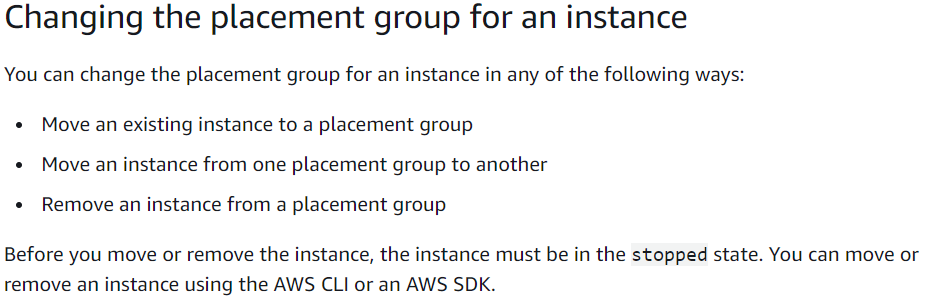 Changing the placement group for an instance
You can change the placement group for an instance in any of the following ways:
• Move an existing instance to a placement group
• Move an instance from one placement group to another
• Remove an instance from a placement group
Before you move or remove the instance, the instance must be in the stopped state. You can move or
remove an instance using the AWS CLI or an AWS SDK.